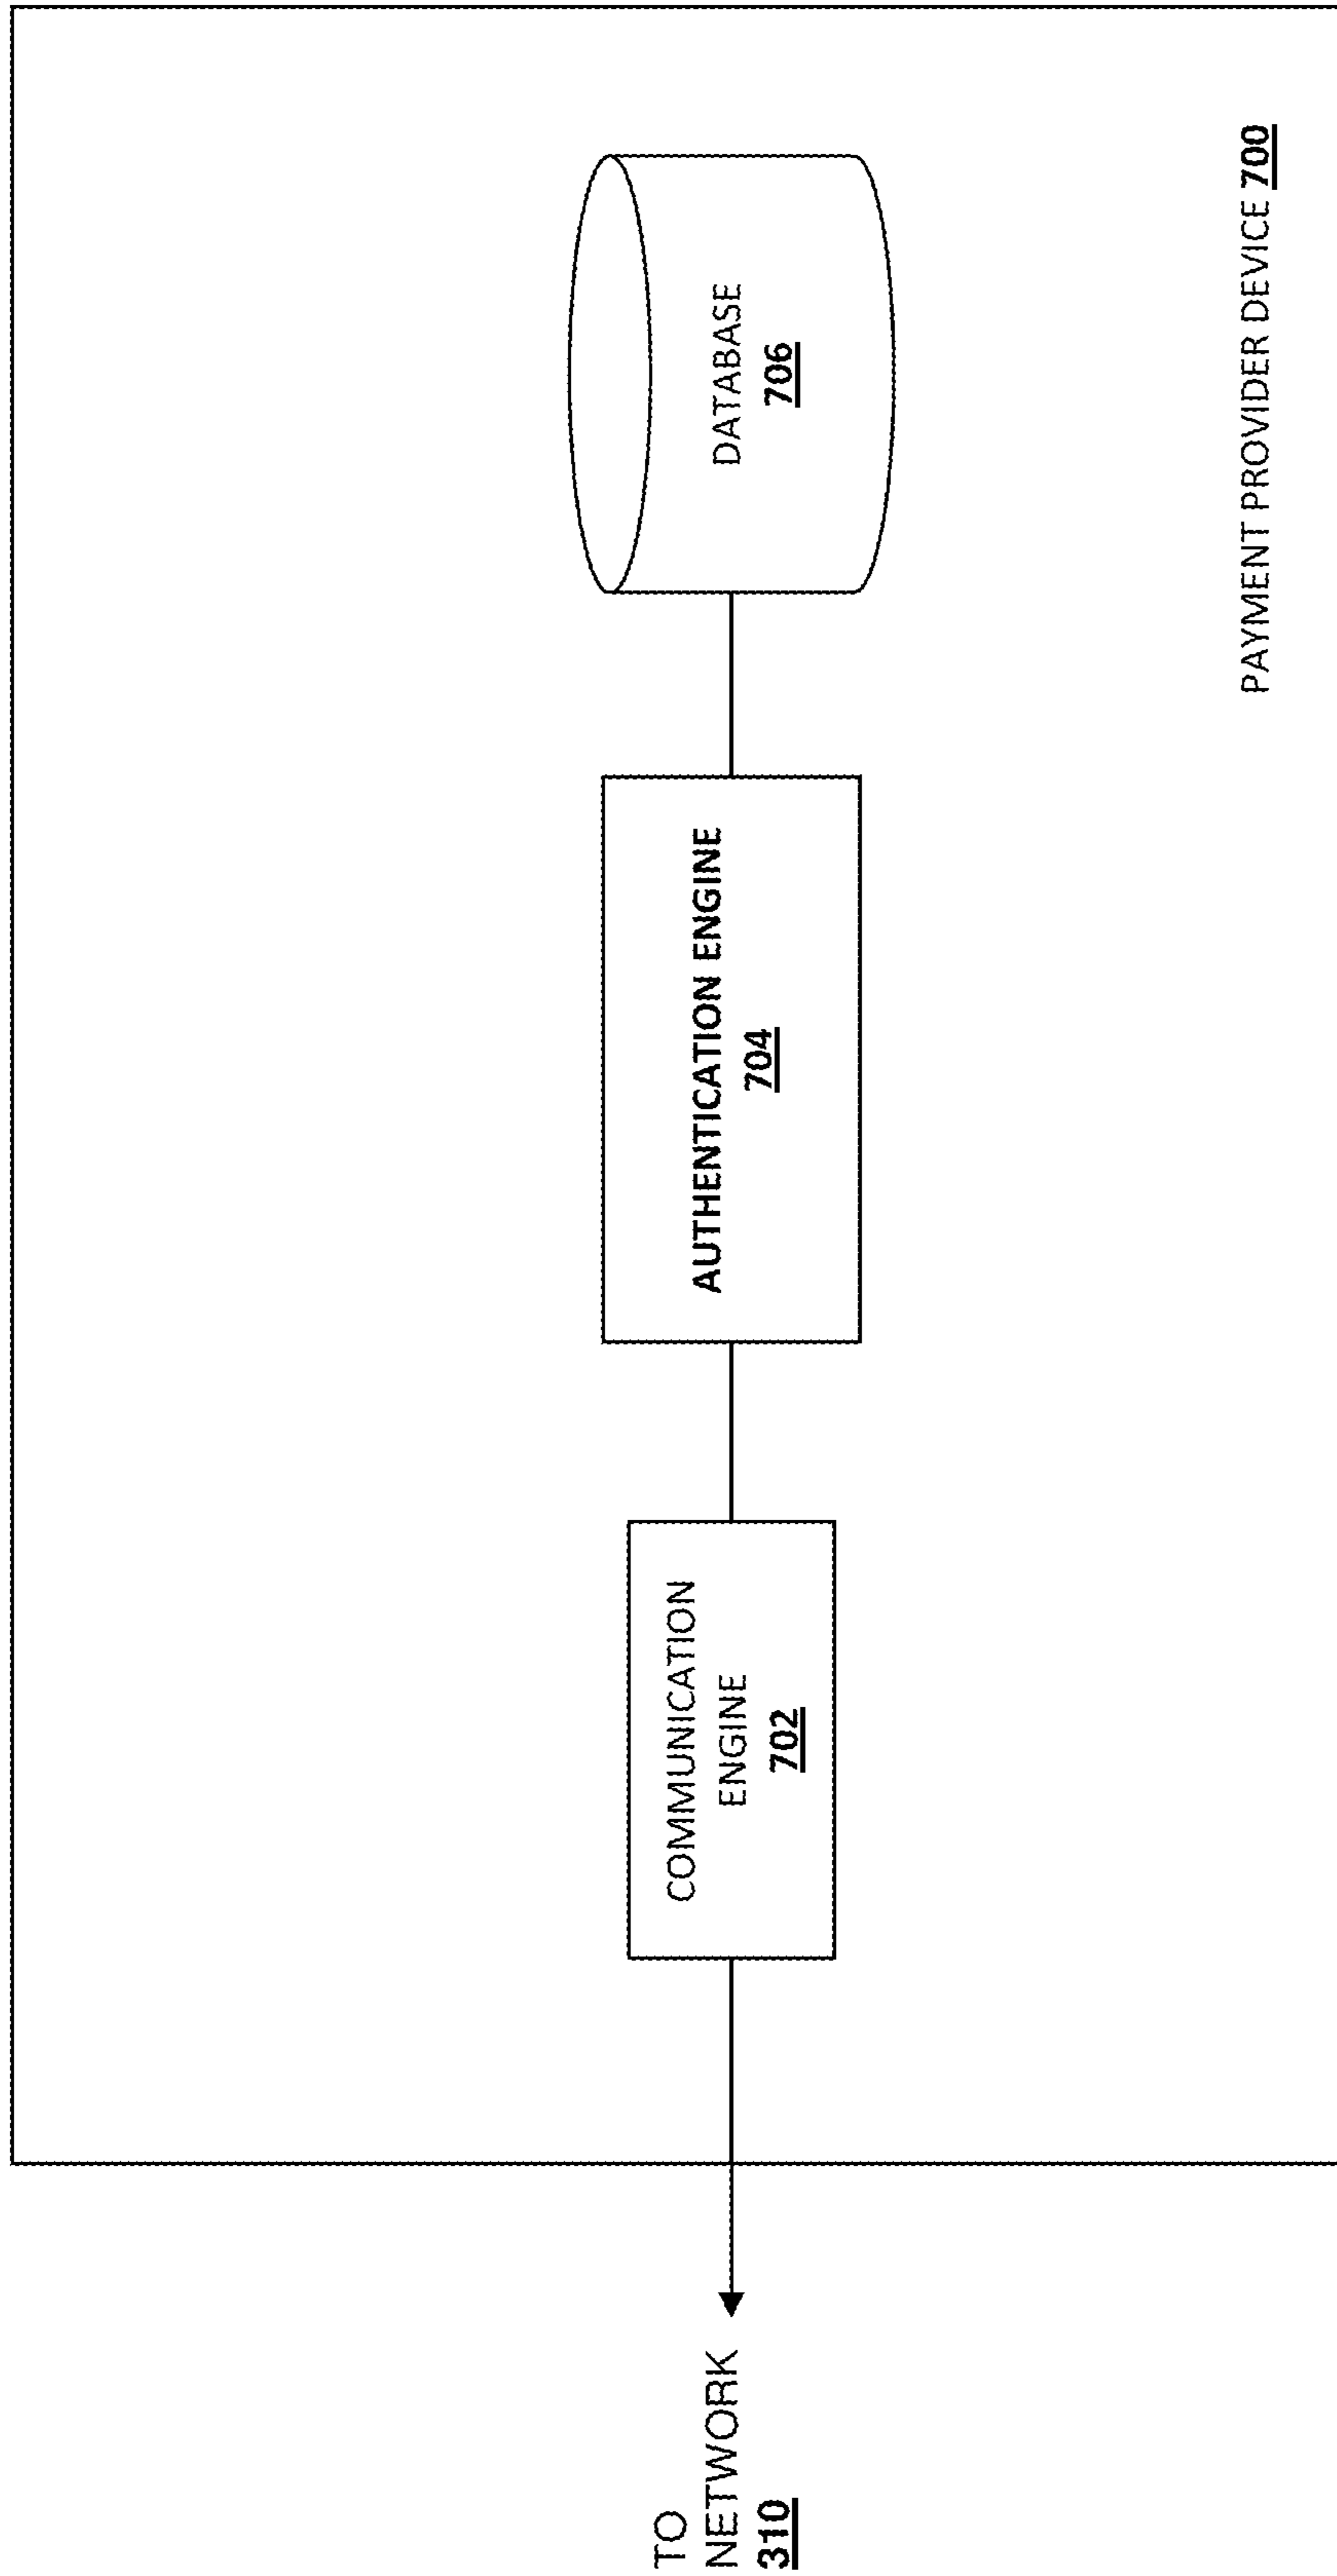 TO
NETWORK
310
COMMUNICATION
ENGINE
702
AUTHENTICATION ENGINE
704
DATABASE
706
PAYMENT PROVIDER DEVICE 700